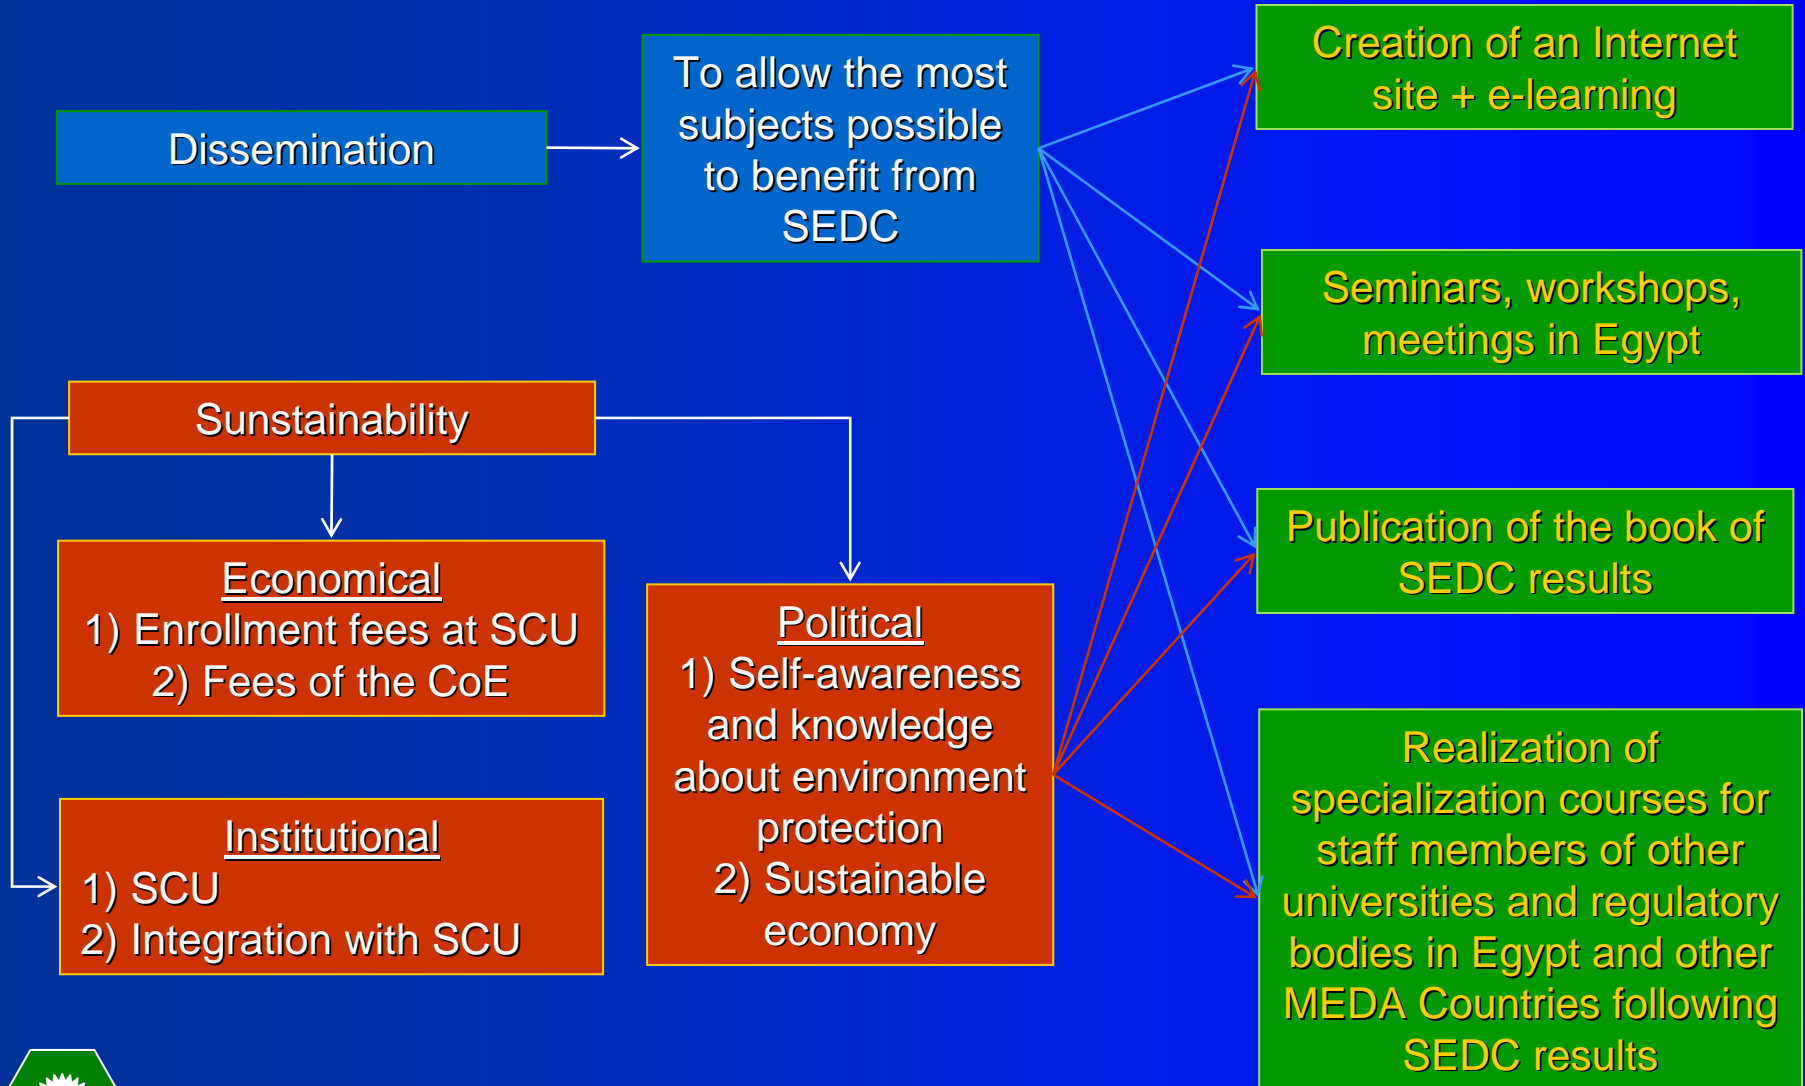 Dissemination
To allow the most
subjects possible
to benefit from
SEDC
Creation of an Internet
site + e-learning
Seminars, workshops,
meetings in Egypt
Publication of the book of
SEDC results
Realization of
specialization courses for
staff members of other
universities and regulatory
bodies in Egypt and other
MEDA Countries following
SEDC results
Sunstainability
Economical
1) Enrollment fees at SCU
2) Fees of the CoE
Institutional
1) SCU
2) Integration with SCU
Political
1) Self-awareness
and knowledge
about environment
protection
2) Sustainable
economy